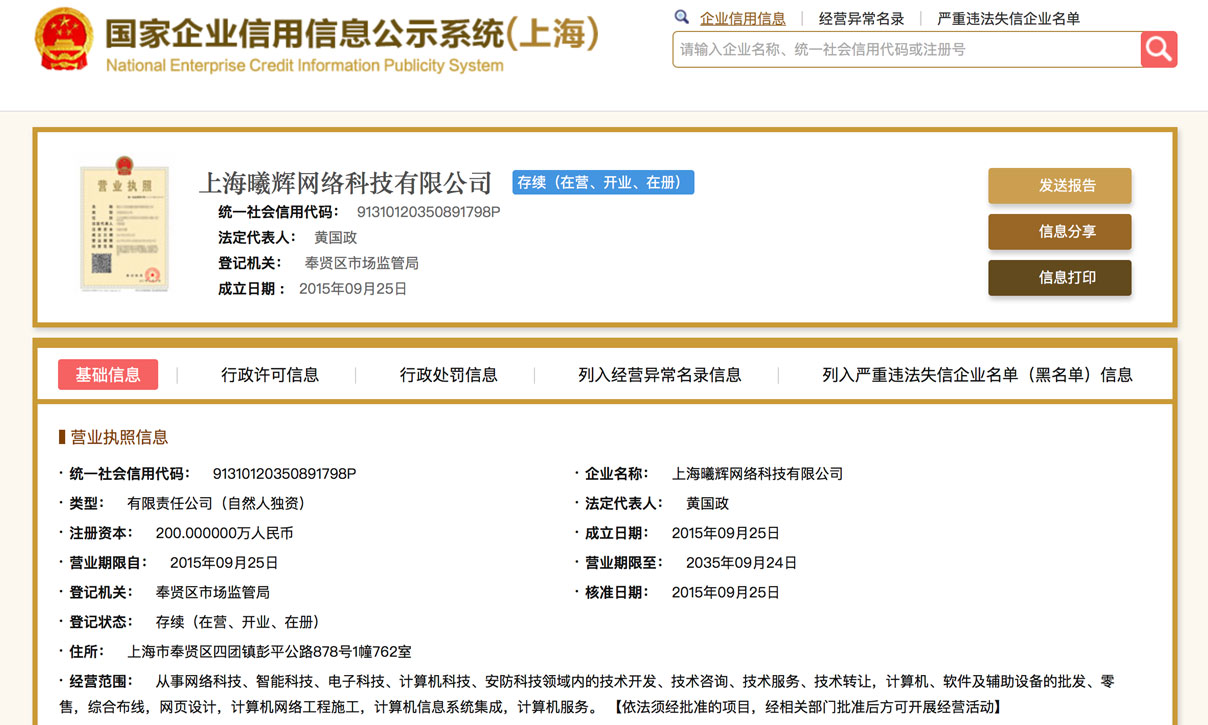 国家企业信用信息公示系统(上海)
National Enterprise Credit Information Publicity System
企业信用信息 | 经营异常名录 | 严重违法失信企业名单
请输入企业名称、统一社会信用代码或注册号
营业执照
上海曦辉网络科技有限公司 存续（在营、开业、在册）
统一社会信用代码： 91310120350891798P
法定代表人： 黄国政
登记机关： 奉贤区市场监管局
成立日期： 2015年09月25日
发送报告
信息分享
信息打印
基础信息 | 行政许可信息 | 行政处罚信息 | 列入经营异常名录信息 | 列入严重违法失信企业名单（黑名单）信息
营业执照信息
· 统一社会信用代码： 91310120350891798P · 企业名称： 上海曦辉网络科技有限公司
· 类型： 有限责任公司（自然人独资） · 法定代表人： 黄国政
· 注册资本： 200.000000万人民币 · 成立日期： 2015年09月25日
· 营业期限自： 2015年09月25日 · 营业期限至： 2035年09月24日
· 登记机关： 奉贤区市场监管局 · 核准日期： 2015年09月25日
· 登记状态： 存续（在营、开业、在册）
· 住所： 上海市奉贤区四团镇彭平公路878号1幢762室
· 经营范围： 从事网络科技、智能科技、电子科技、计算机科技、安防科技领域内的技术开发、技术咨询、技术服务、技术转让，计算机、软件及辅助设备的批发、零
售，综合布线，网页设计，计算机网络工程施工，计算机信息系统集成，计算机服务。【依法须经批准的项目，经相关部门批准后方可开展经营活动】